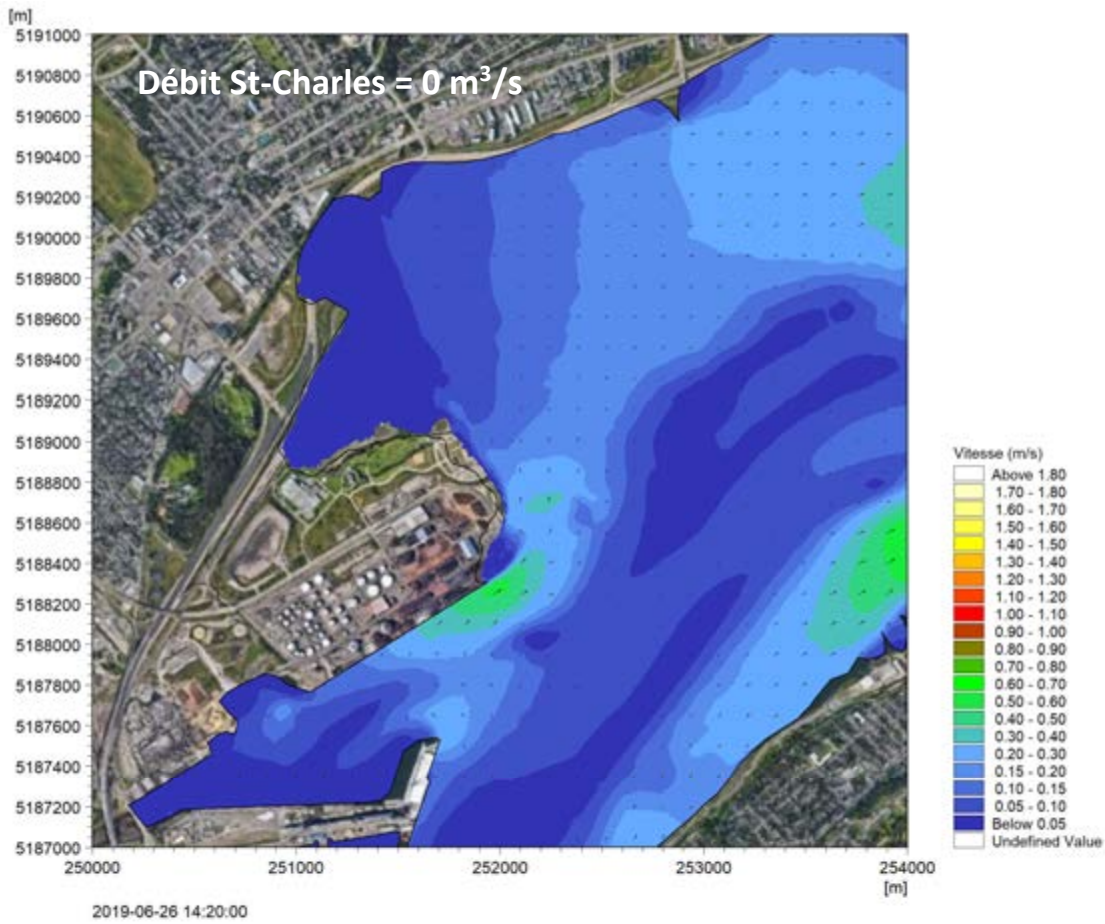 [m]
5191000
5190800
Débit St-Charles = 0 m³/s
5190600
5190400
5190200
5190000
5189800
5189600
5189400
5189200
5189000
5188800
5188600
5188400
5188200
5188000
5187800
5187600
5187400
5187200
5187000
250000 251000 252000 253000 254000
[m]
2019-06-26 14:20:00
Vitesse (m/s)
Above 1.80
1.70 - 1.80
1.60 - 1.70
1.50 - 1.60
1.40 - 1.50
1.30 - 1.40
1.20 - 1.30
1.10 - 1.20
1.00 - 1.10
0.90 - 1.00
0.80 - 0.90
0.70 - 0.80
0.60 - 0.70
0.50 - 0.60
0.40 - 0.50
0.30 - 0.40
0.20 - 0.30
0.15 - 0.20
0.10 - 0.15
0.05 - 0.10
Below 0.05
Undefined Value